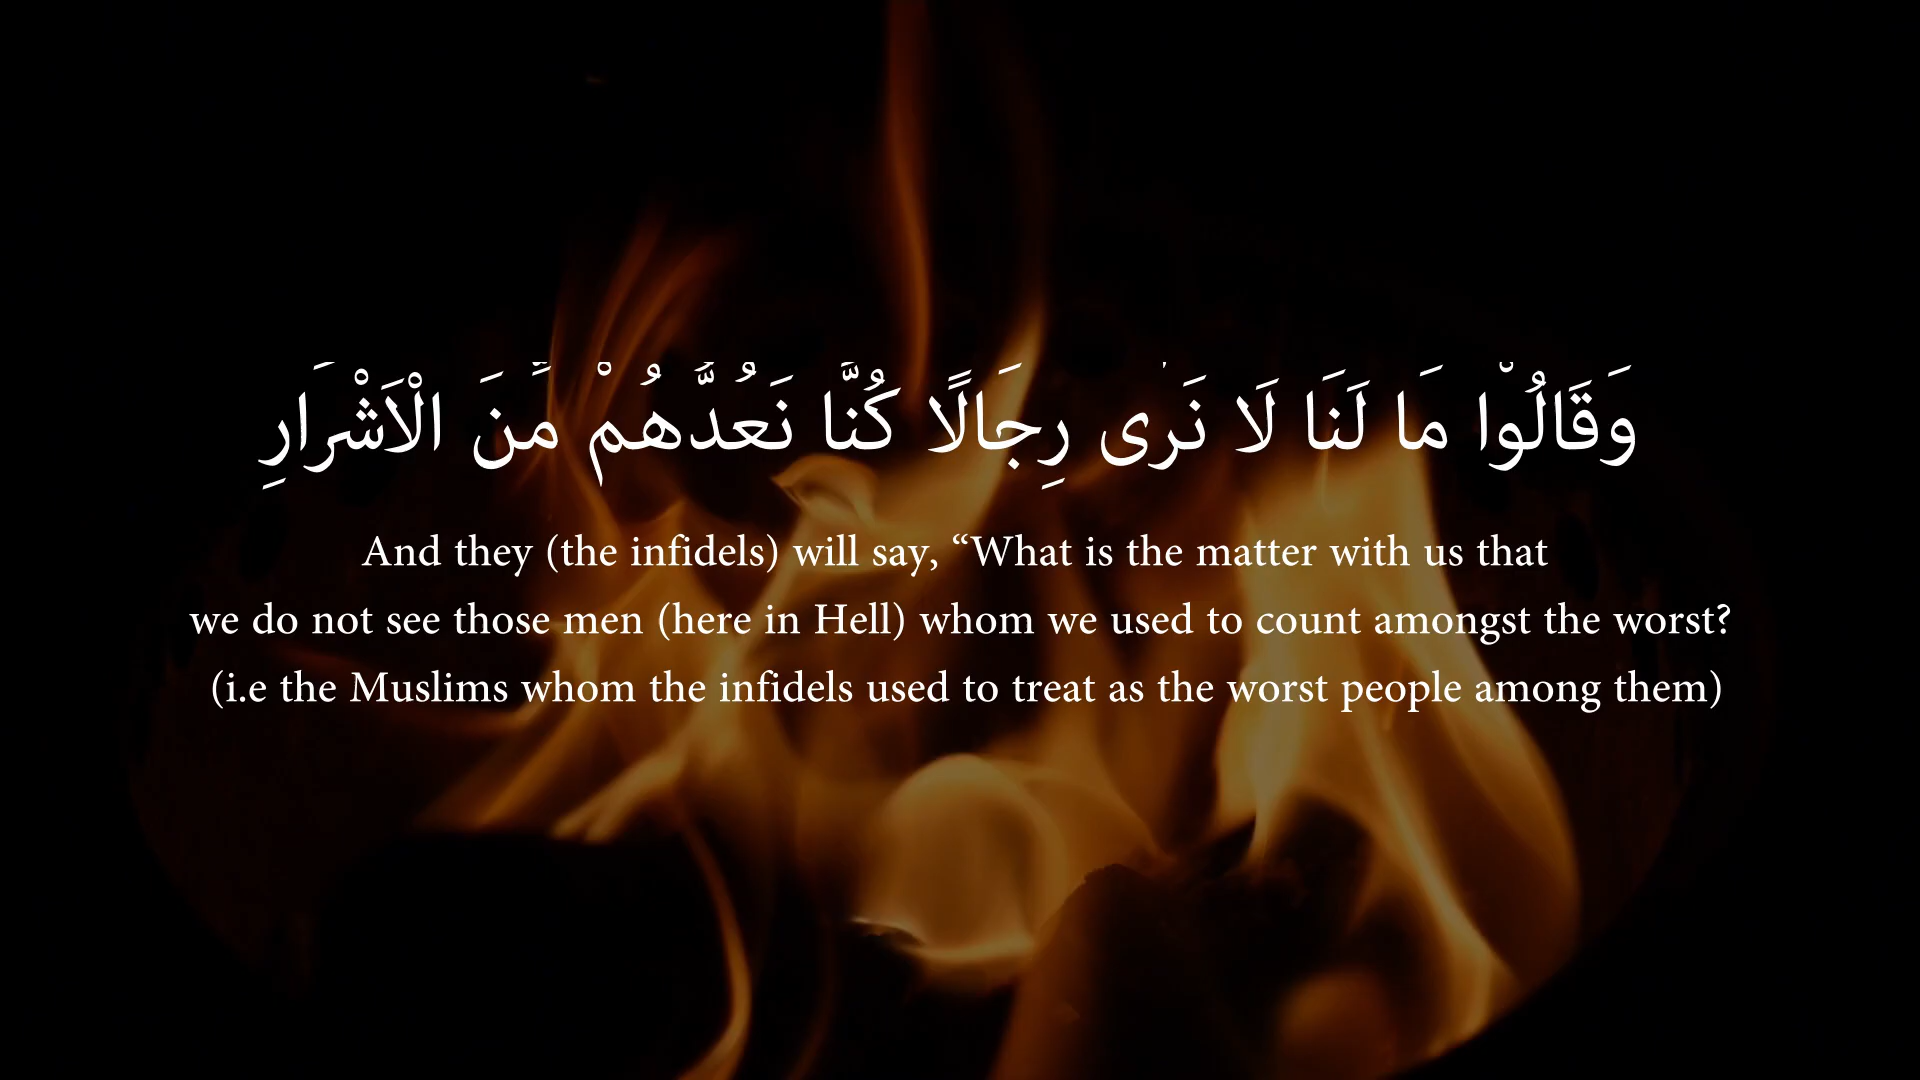 وَقَالُوْا مَا لَنَا لَا نَرٰى رِجَالًا كُنَّا نَعُدُّهُمْ مِّنَ الْاَشْرَارِ
And they (the infidels) will say, “What is the matter with us that
we do not see those men (here in Hell) whom we used to count amongst the worst?
(i.e the Muslims whom the infidels used to treat as the worst people among them)